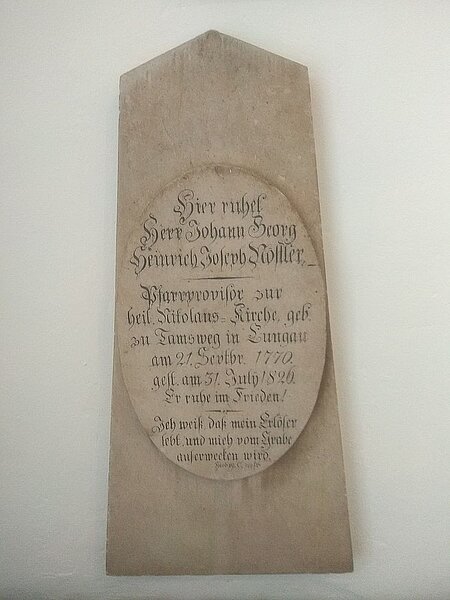 Hier ruhet
Herr Johann Georg
Heinrich Joseph Nößler,
Pfarrprovisor zur
heil. Nikolaus-Kirche, geb.
zu Tamsweg in Lungau
am 21. Septbr. 1770.
gest. am 31. July 1826.
Er ruhe im Frieden!
Ich weiß, daß mein Erlöser
lebt, und mich vom Grabe
auferwecken wird.